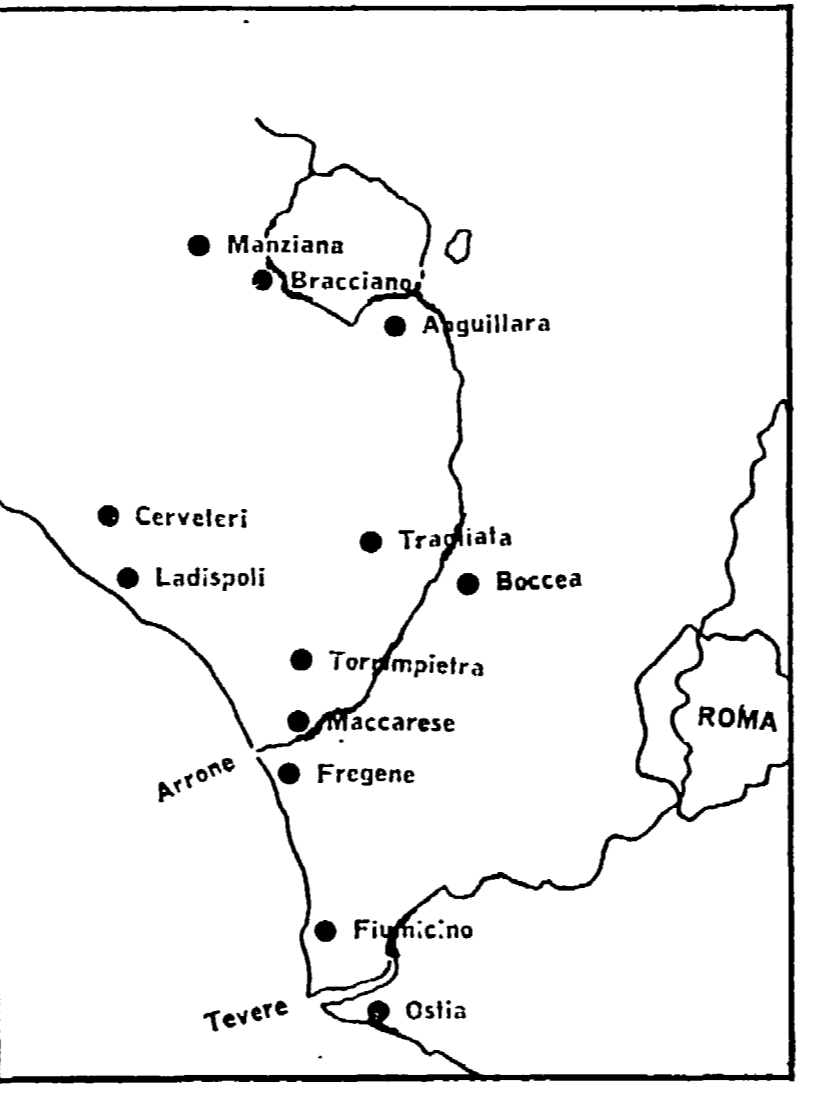 Manziana
Bracciano
Anguillara
Cerveteri
Tragliata
Ladispoli
Boccea
Torrimpietra
ROMA
Maccarese
Arrone
Fregene
Fiumicino
Tevere
Ostia